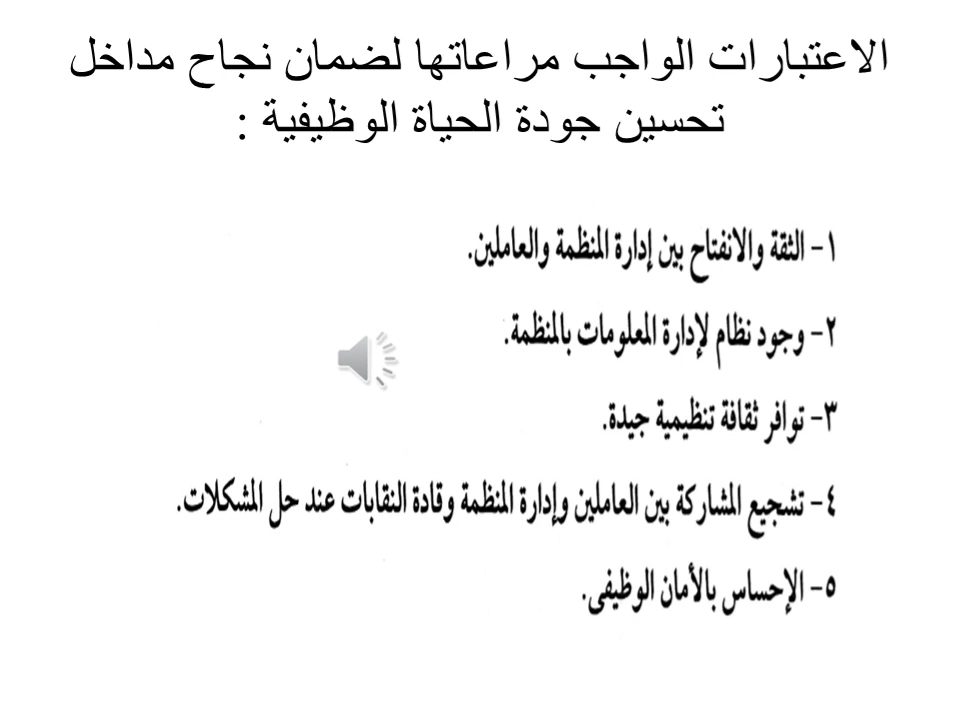 الاعتبارات الواجب مراعاتها لضمان نجاح مداخل
تحسين جودة الحياة الوظيفية :
١- الثقة والانفتاح بين إدارة المنظمة والعاملين.
٢- وجود نظام لإدارة المعلومات بالمنظمة.
٣- توافر ثقافة تنظيمية جيدة.
٤- تشجيع المشاركة بين العاملين وإدارة المنظمة وقادة النقابات عند حل المشكلات.
٥- الإحساس بالأمان الوظيفى.